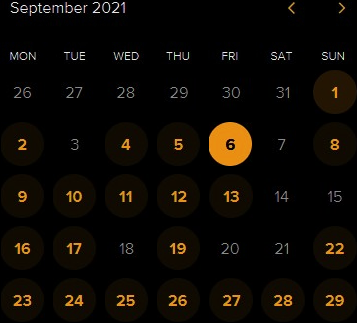 September 2021
MON TUE WED THU FRI SAT SUN
26 27 28 29 30 31 1
2 3 4 5 6 7 8
9 10 11 12 13 14 15
16 17 18 19 20 21 22
23 24 25 26 27 28 29